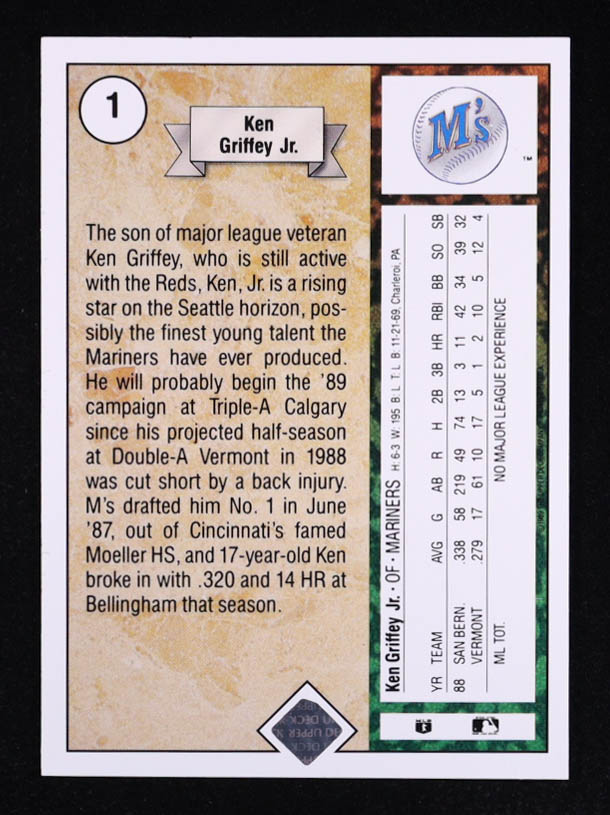 1
Ken
Griffey Jr.
The son of major league veteran
Ken Griffey, who is still active
with the Reds, Ken, Jr. is a rising
star on the Seattle horizon, pos-
sibly the finest young talent the
Mariners have ever produced.
He will probably begin the '89
campaign at Triple-A Calgary
since his projected half-season
at Double-A Vermont in 1988
was cut short by a back injury.
M's drafted him No. 1 in June
'87, out of Cincinnati's famed
Moeller HS, and 17-year-old Ken
broke in with .320 and 14 HR at
Bellingham that season.
M's
TM
Ken Griffey Jr. · OF · MARINERS H: 6-3 W: 195 B: L T: L B: 11-21-69, Charleroi, PA
YR TEAM AVG G AB R H 2B 3B HR RBI BB SO SB
88 SAN BERN. .338 58 219 49 74 13 3 11 42 34 39 32
VERMONT .279 17 61 10 17 5 1 2 10 5 12 4
ML TOT. NO MAJOR LEAGUE EXPERIENCE
UPPER
DECK